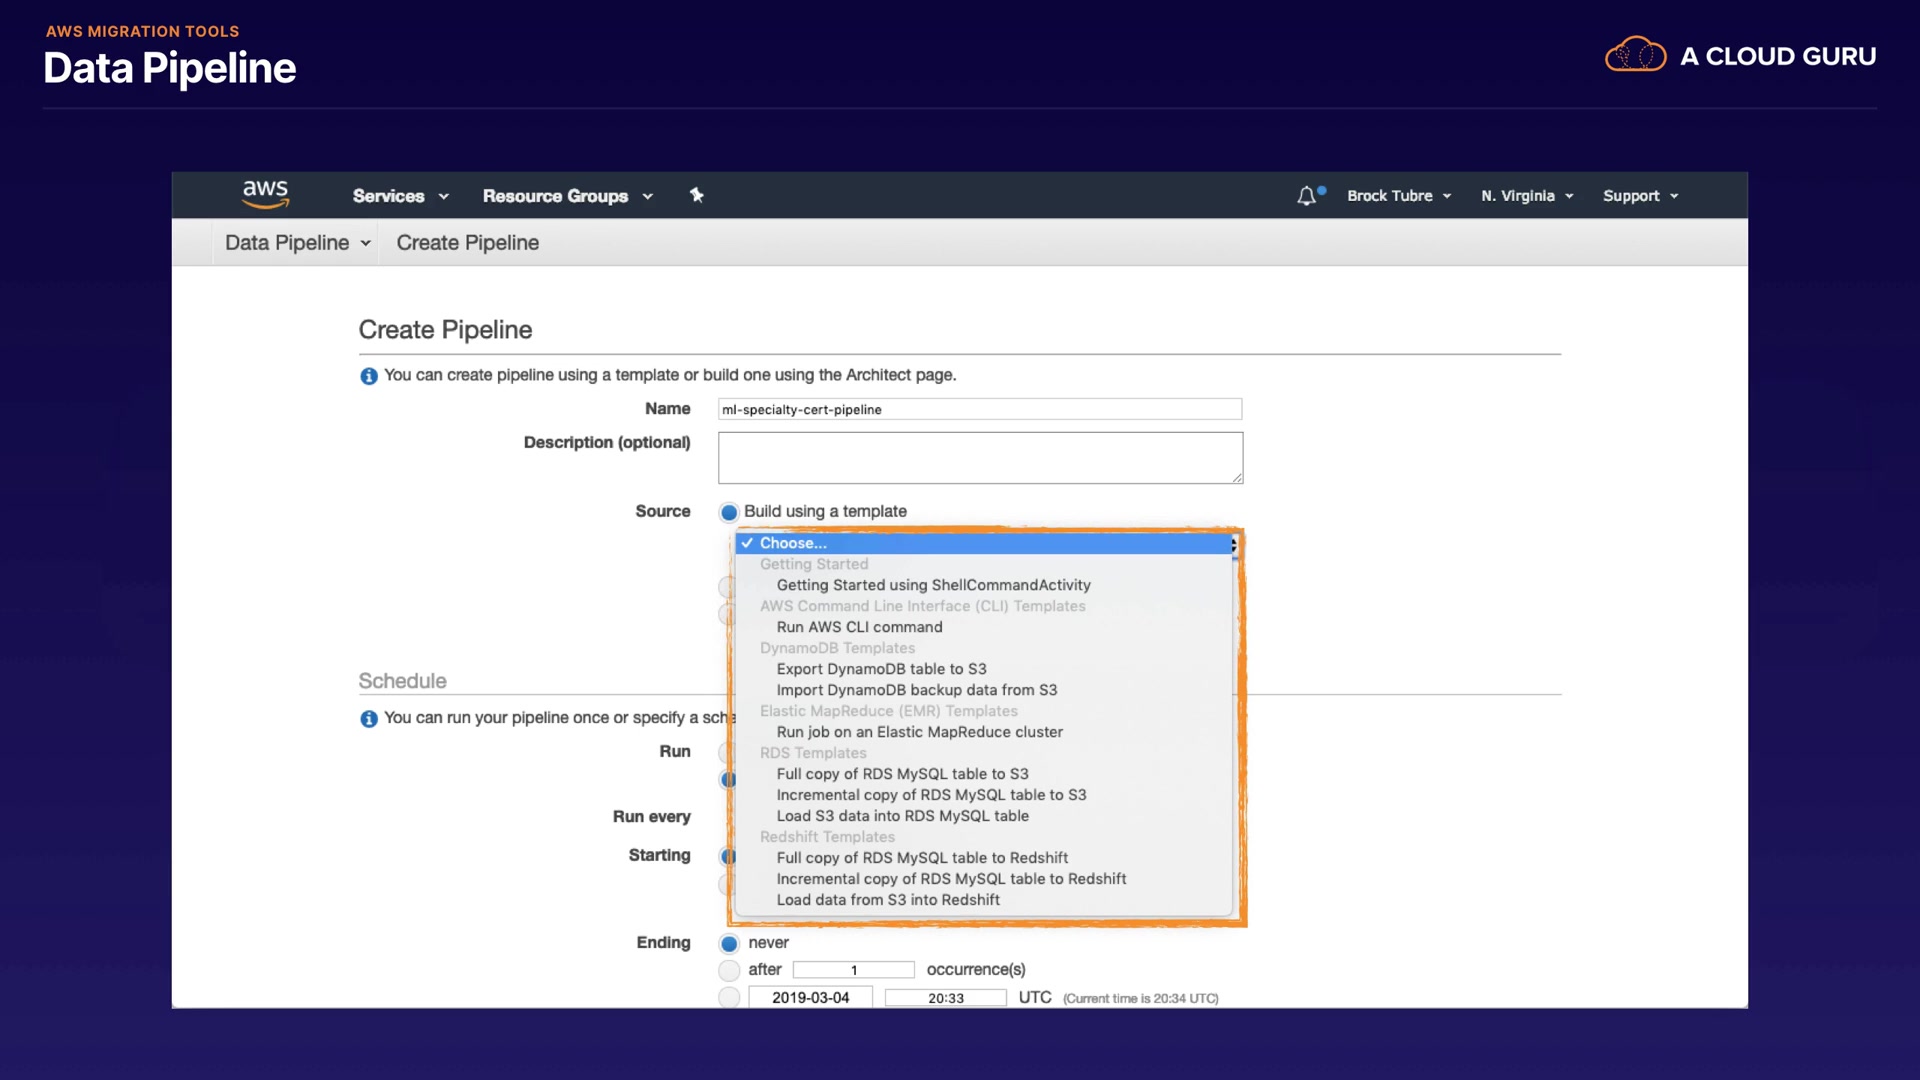 AWS MIGRATION TOOLS
Data Pipeline
A CLOUD GURU
aws Services Resource Groups Brock Tubre N. Virginia Support
Data Pipeline Create Pipeline
Create Pipeline
You can create pipeline using a template or build one using the Architect page.
Name ml-specialty-cert-pipeline
Description (optional)
Source Build using a template
Choose...
Getting Started
Getting Started using ShellCommandActivity
AWS Command Line Interface (CLI) Templates
Run AWS CLI command
DynamoDB Templates
Export DynamoDB table to S3
Import DynamoDB backup data from S3
Elastic MapReduce (EMR) Templates
Run job on an Elastic MapReduce cluster
RDS Templates
Full copy of RDS MySQL table to S3
Incremental copy of RDS MySQL table to S3
Load S3 data into RDS MySQL table
Redshift Templates
Full copy of RDS MySQL table to Redshift
Incremental copy of RDS MySQL table to Redshift
Load data from S3 into Redshift
Schedule
You can run your pipeline once or specify a
Run
Run every
Starting
Ending never
after 1 occurrence(s)
2019-03-04 20:33 UTC (Current time is 20:34 UTC)